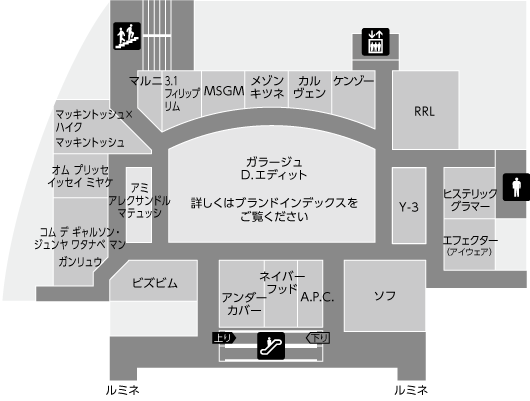 マルニ
3.1
フィリップ
リム
MSGM
メゾン
キツネ
カル
ヴェン
ケンゾー
マッキントッシュ×
ハイク
マッキントッシュ
RRL
オム プリッセ
イッセイ ミヤケ
アミ
アレクサンドル
マテュッシ
ガラージュ
D.エディット
詳しくはブランドインデックスを
ご覧ください
Y-3
ヒステリック
グラマー
エフェクター
(アイウェア)
コム デ ギャルソン・
ジュンヤ ワタナベ マン
ガンリュウ
ビズビム
アンダー
カバー
ネイバー
フッド
A.P.C.
ソフ
上り
下り
ルミネ
ルミネ